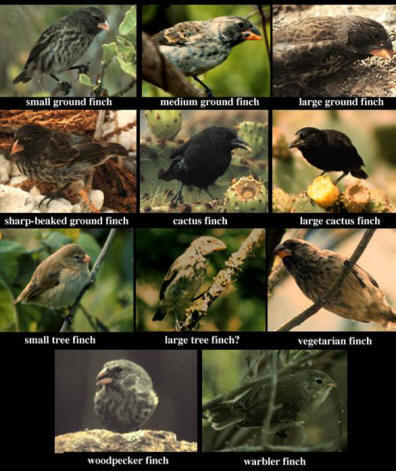 small ground finch
medium ground finch
large ground finch
sharp-beaked ground finch
cactus finch
large cactus finch
small tree finch
large tree finch?
vegetarian finch
woodpecker finch
warbler finch